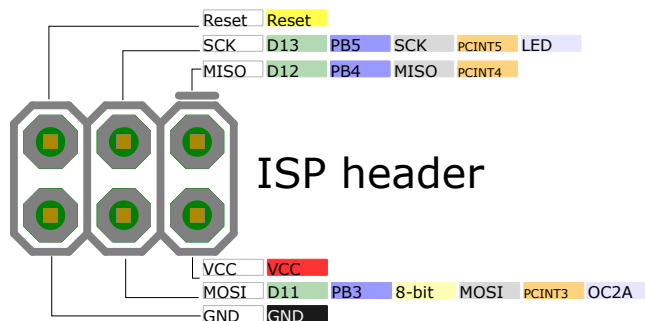 Reset Reset
SCK D13 PB5 SCK PCINT5 LED
MISO D12 PB4 MISO PCINT4
ISP header
VCC VCC
MOSI D11 PB3 8-bit MOSI PCINT3 OC2A
GND GND